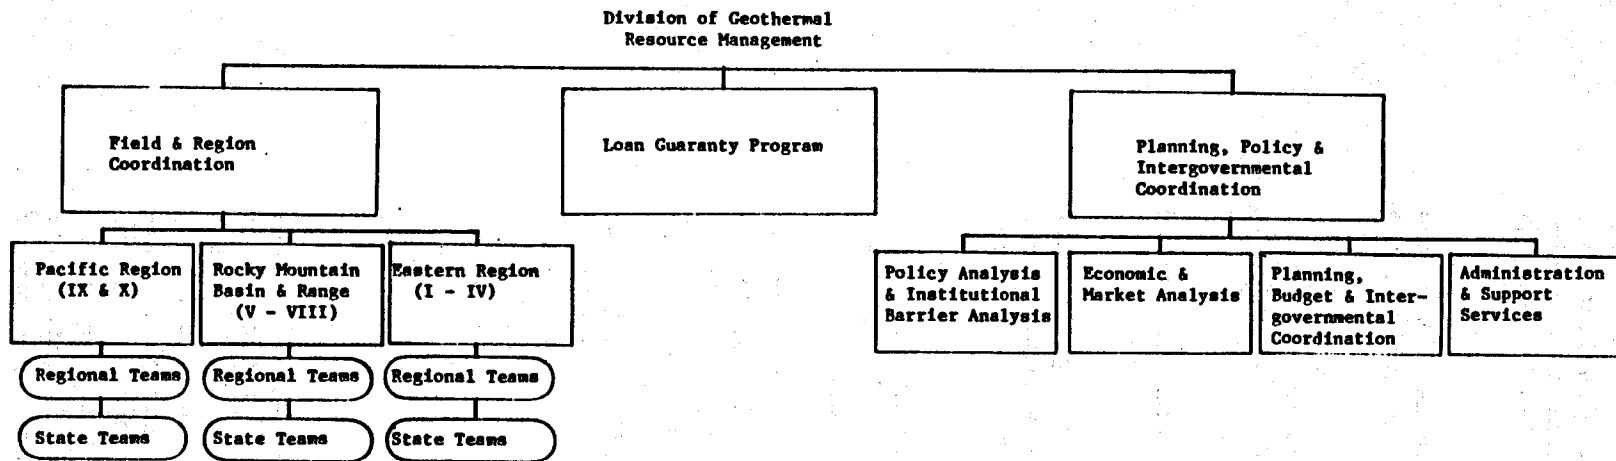 Division of Geothermal
Resource Management
Field & Region
Coordination
Loan Guaranty Program
Planning, Policy &
Intergovernmental
Coordination
Pacific Region
(IX & X)
Rocky Mountain
Basin & Range
(V - VIII)
Eastern Region
(I - IV)
Policy Analysis
& Institutional
Barrier Analysis
Economic &
Market Analysis
Planning,
Budget & Inter-
governmental
Coordination
Administration
& Support
Services
Regional Teams
Regional Teams
Regional Teams
State Teams
State Teams
State Teams